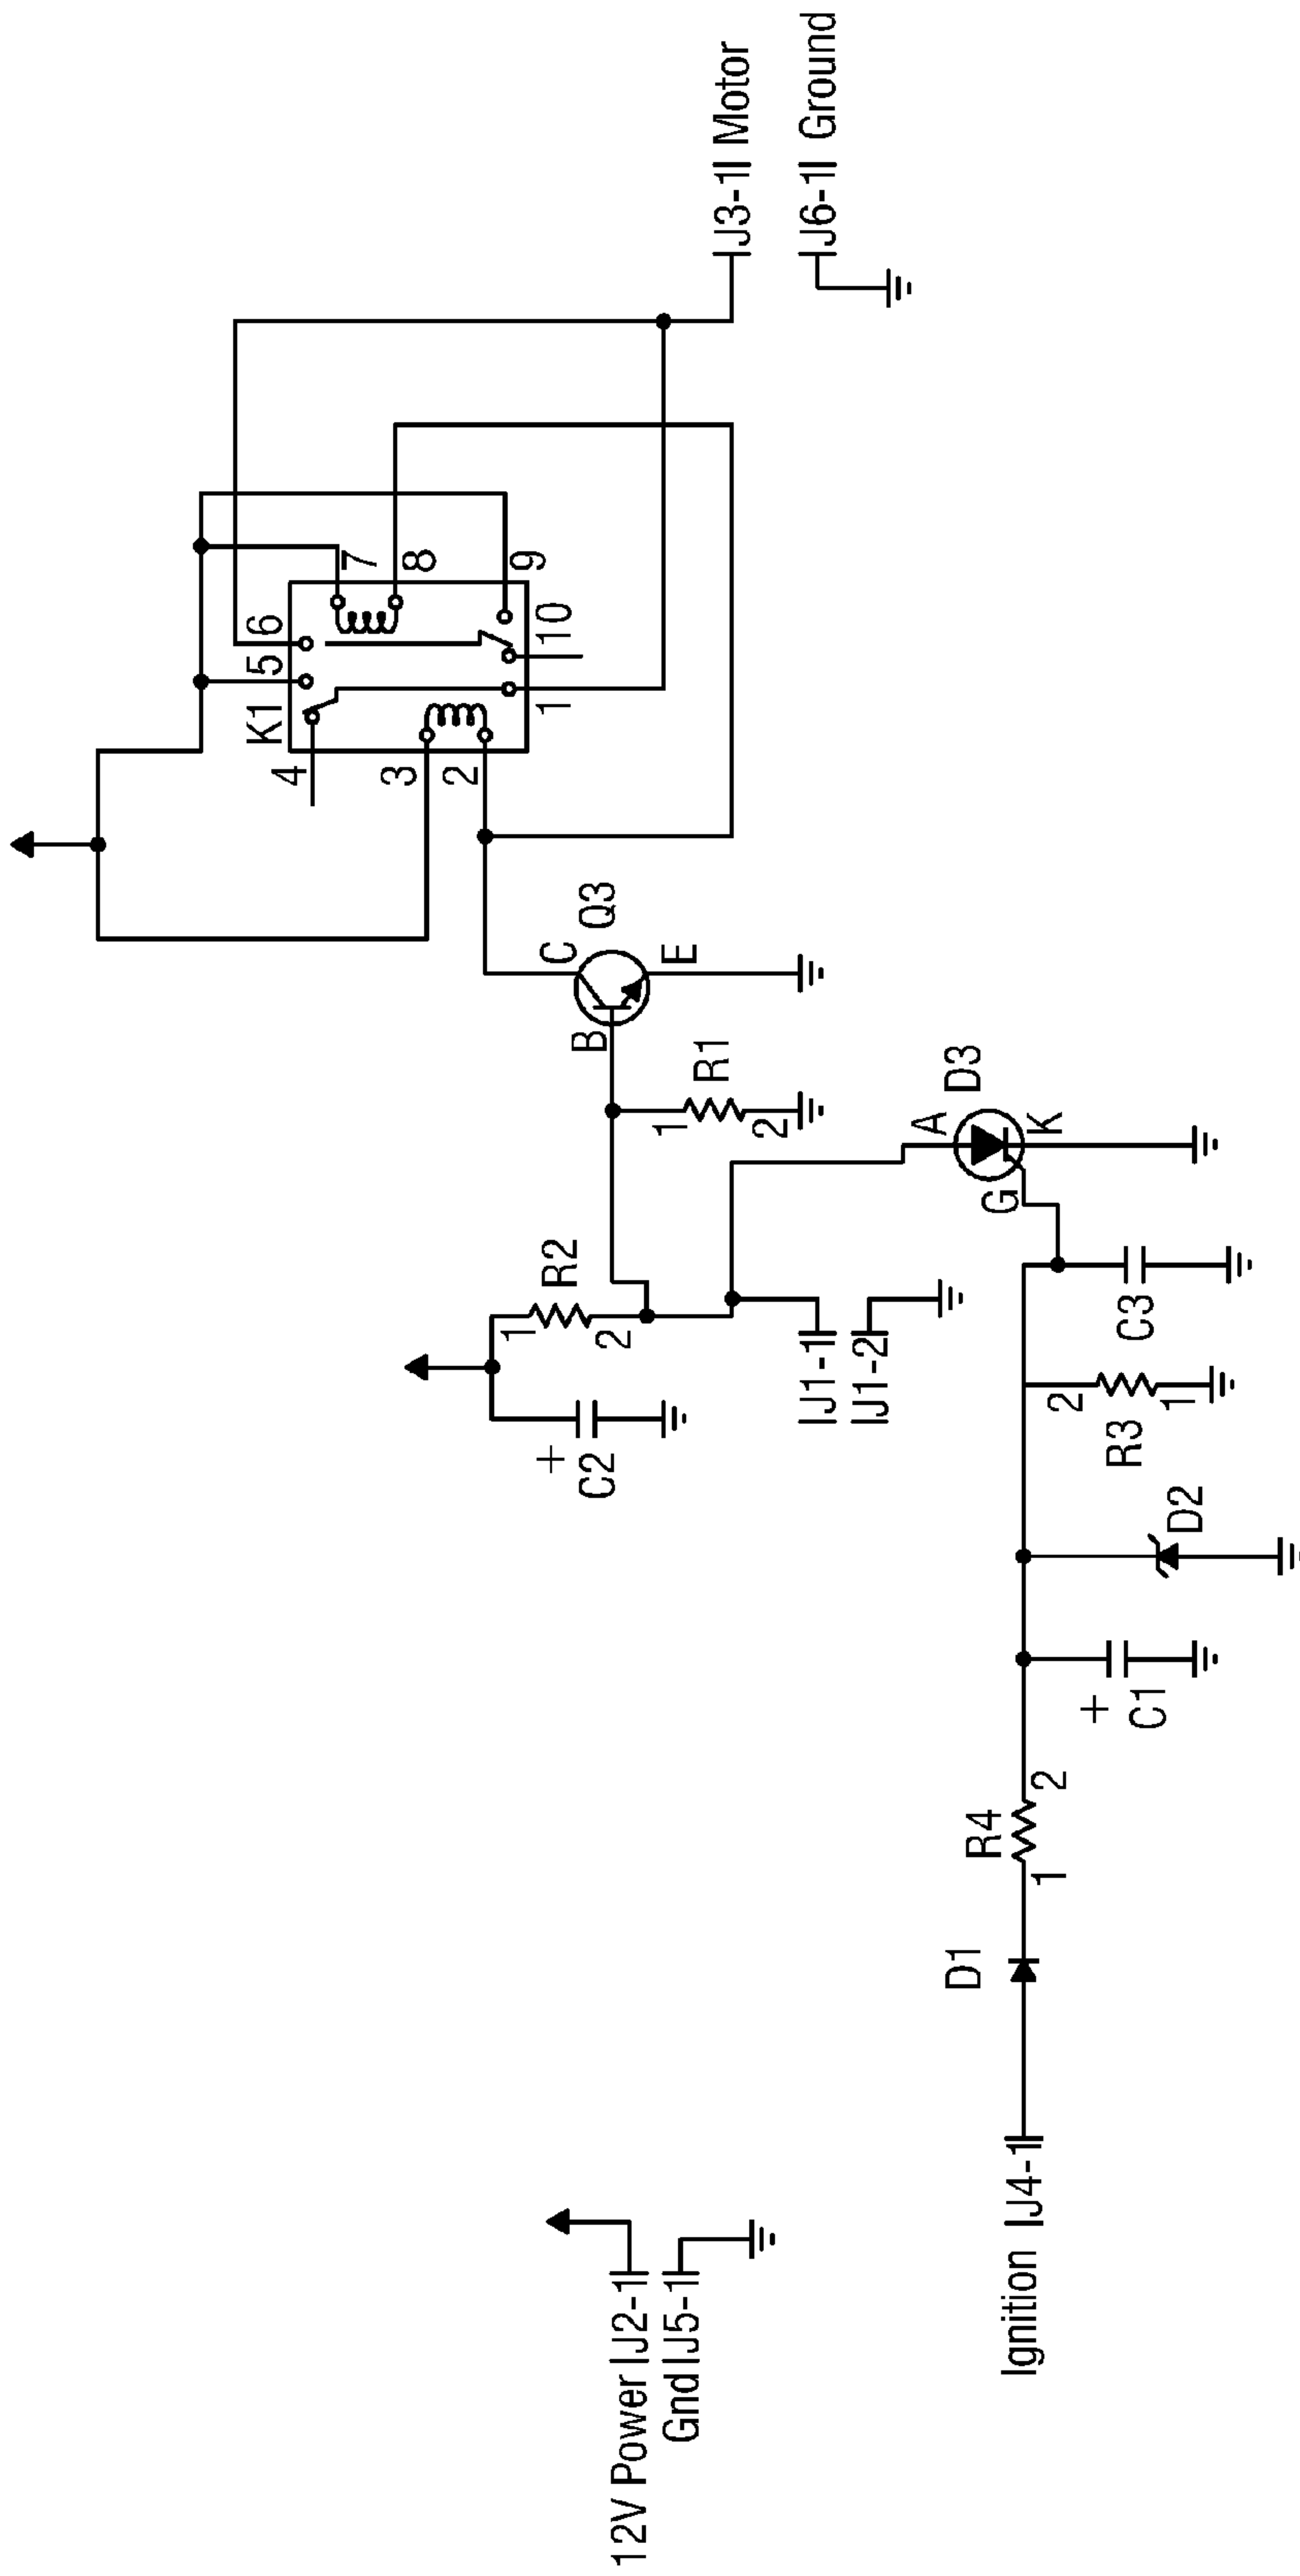 12V Power J2-1
Gnd J5-1
Ignition J4-1
D1
R4
1
2
+
C1
D2
R3
2
1
C3
+
C2
R2
1
2
J1-1
J1-2
G
A
D3
K
R1
1
2
B
C
Q3
E
K1
4
3
2
5
6
7
8
9
10
1
J3-1 Motor
J6-1 Ground